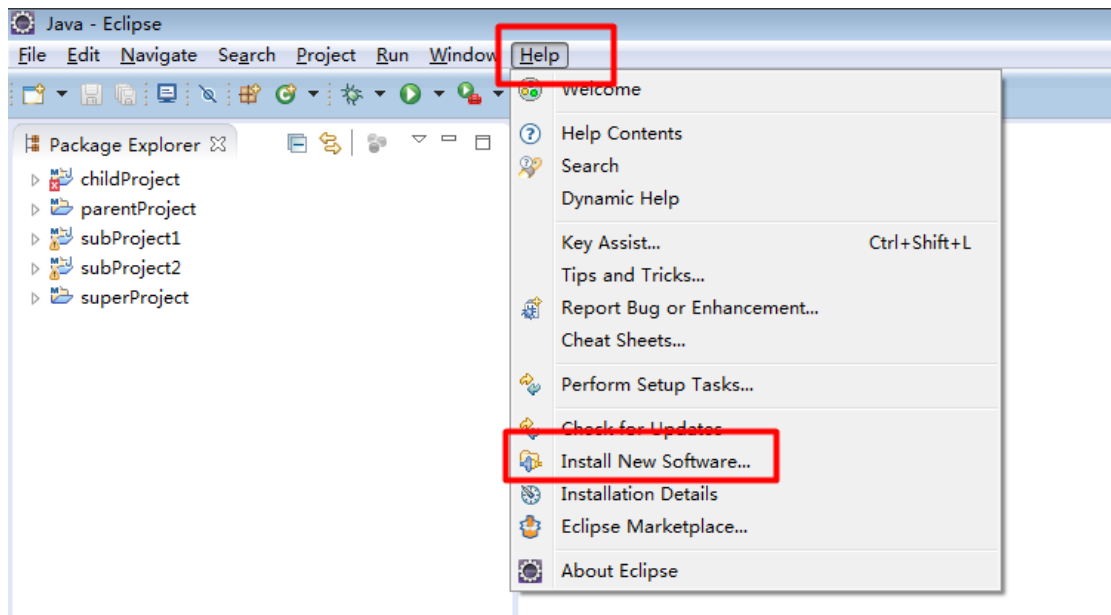 Java - Eclipse
File Edit Navigate Search Project Run Window Help
Package Explorer
childProject
parentProject
subProject1
subProject2
superProject
Welcome
Help Contents
Search
Dynamic Help
Key Assist... Ctrl+Shift+L
Tips and Tricks...
Report Bug or Enhancement...
Cheat Sheets...
Perform Setup Tasks...
Check for Updates
Install New Software...
Installation Details
Eclipse Marketplace...
About Eclipse